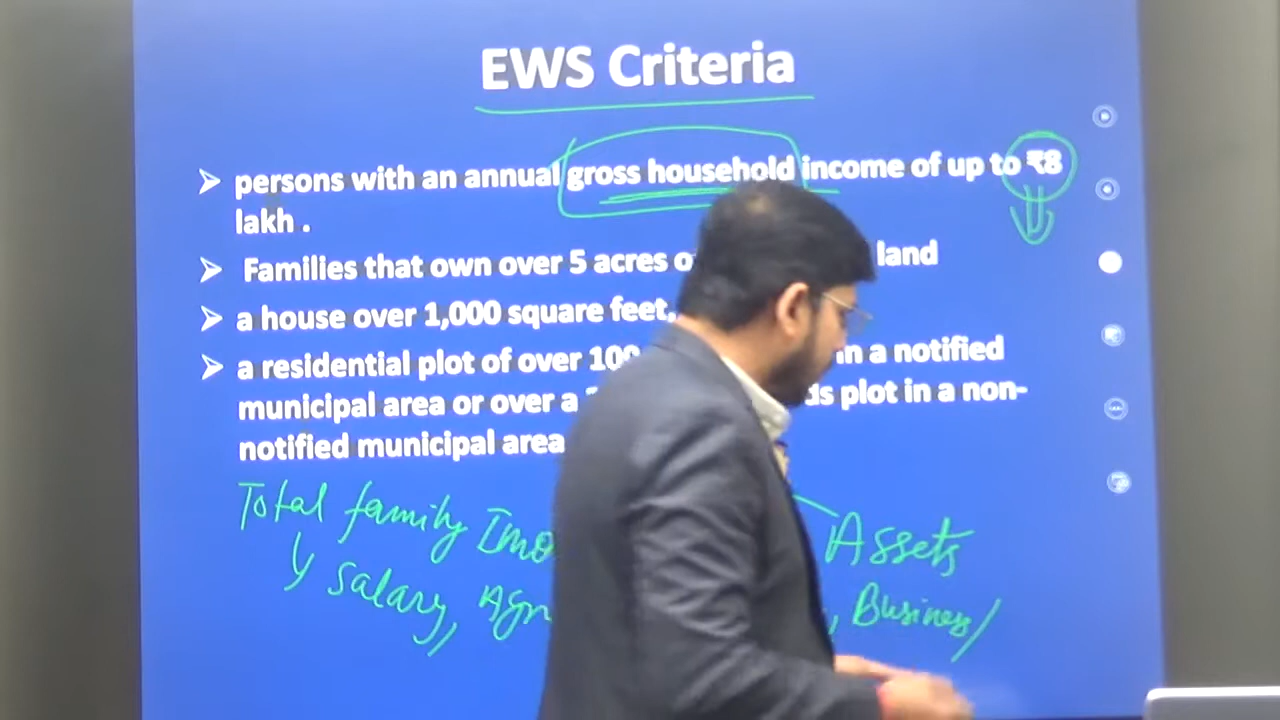 EWS Criteria
persons with an annual gross household income of up to ₹8
lakh .
Families that own over 5 acres land
a house over 1,000 square feet.
a residential plot of over in a notified
municipal area or over a plot in a non-
notified municipal area
Total family
Assets
Salary, Business/